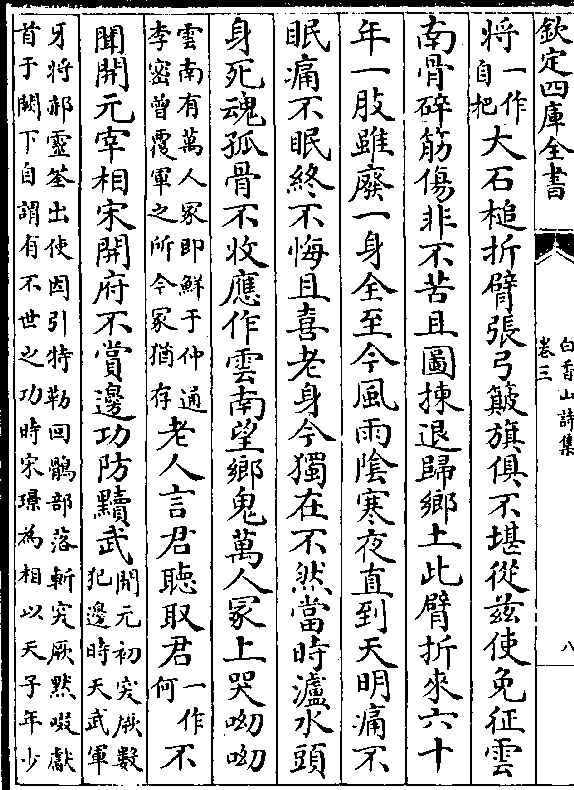 欽定四庫全書
白香山詩集
卷三
八
將一作自把大石槌折臂張弓簸旗俱不堪從兹使免征雲
南骨碎筋傷非不苦且圖揀退歸鄉土此臂折來六十
年一肢雖廢一身全至今風雨陰寒夜直到天明痛不
眠痛不眠終不悔且喜老身今獨在不然當時瀘水頭
身死魂孤骨不收應作雲南望鄉鬼萬人冢上哭呦呦
雲南有萬人冢即鮮于仲通李宻曾覆軍之所今冢猶存老人言君聽取君一作何不
聞開元宰相宋開府不賞邊功防黷武開元初突厥數犯邊時天武軍
牙將郝靈筌出使因引特勒回鶻部落斬突厥黙啜獻
首于闕下自謂有不世之功時宋璟為相以天子年少